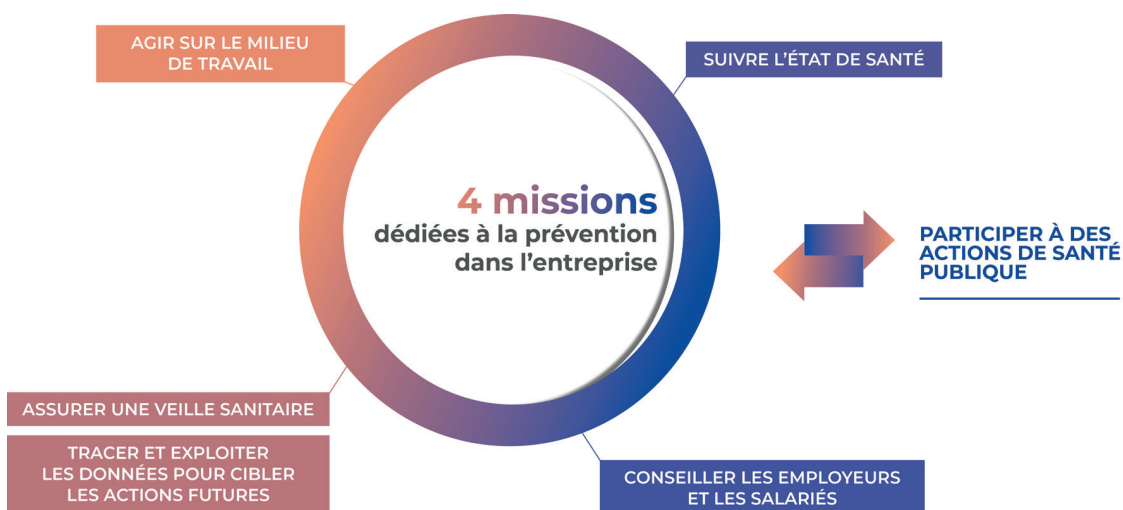 AGIR SUR LE MILIEU
DE TRAVAIL
SUIVRE L'ÉTAT DE SANTÉ
4 missions
dédiées à la prévention
dans l'entreprise
PARTICIPER À DES
ACTIONS DE SANTÉ
PUBLIQUE
ASSURER UNE VEILLE SANITAIRE
TRACER ET EXPLOITER
LES DONNÉES POUR CIBLER
LES ACTIONS FUTURES
CONSEILLER LES EMPLOYEURS
ET LES SALARIÉS